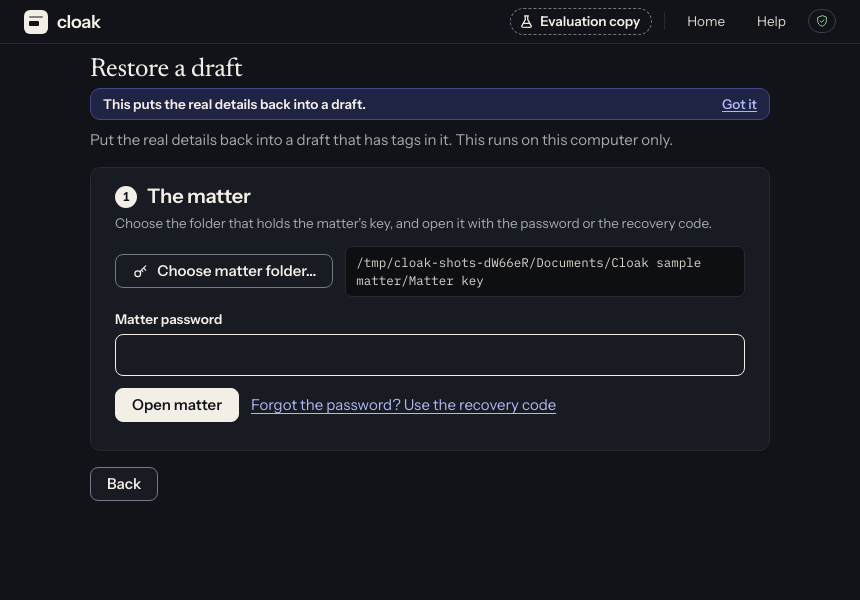 cloak
Evaluation copy
Home
Help
Restore a draft
This puts the real details back into a draft.
Got it
Put the real details back into a draft that has tags in it. This runs on this computer only.
1 The matter
Choose the folder that holds the matter's key, and open it with the password or the recovery code.
Choose matter folder...
/tmp/cloak-shots-dW66eR/Documents/Cloak sample
matter/Matter key
Matter password
Open matter
Forgot the password? Use the recovery code
Back